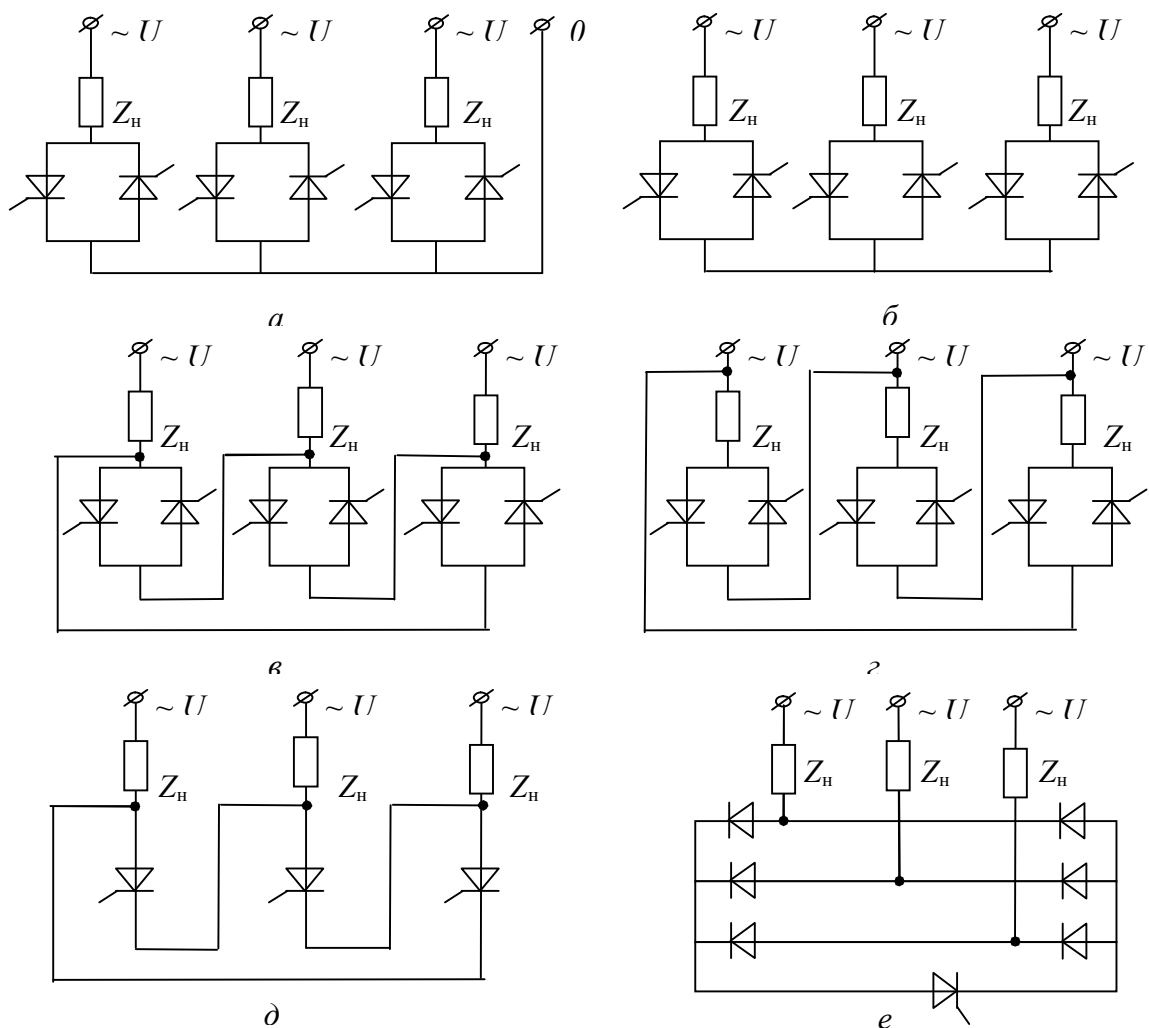 ~ U ~ U ~ U 0
Zн Zн Zн
а
~ U ~ U ~ U
Zн Zн Zн
б
~ U ~ U ~ U
Zн Zн Zн
в
~ U ~ U ~ U
Zн Zн Zн
г
~ U ~ U ~ U
Zн Zн Zн
д
~ U ~ U ~ U
Zн Zн Zн
е